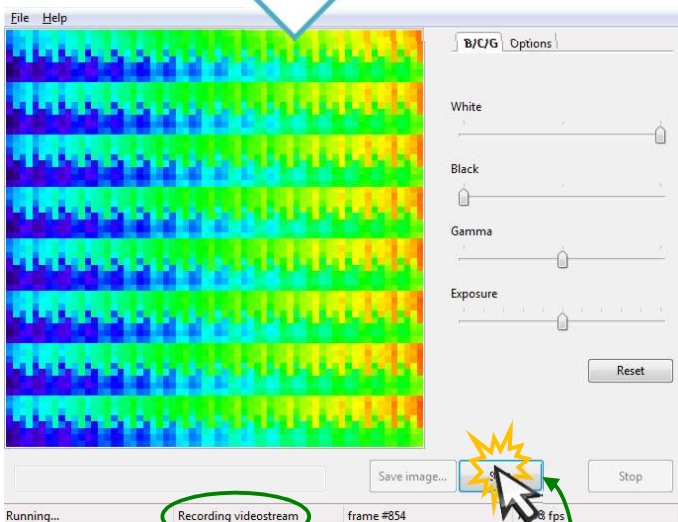 File Help
B/C/G Options
White
Black
Gamma
Exposure
Reset
Save image...
Stop
Running... Recording videostream frame #854 fps